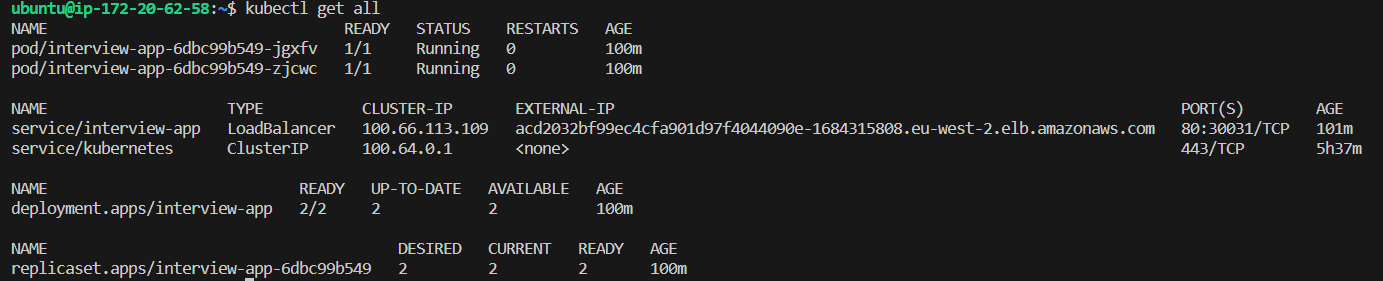 ubuntu@ip-172-20-62-58:~$ kubectl get all
NAME READY STATUS RESTARTS AGE
pod/interview-app-6dbc99b549-jgxfv 1/1 Running 0 100m
pod/interview-app-6dbc99b549-zjcwc 1/1 Running 0 100m
NAME TYPE CLUSTER-IP EXTERNAL-IP PORT(S) AGE
service/interview-app LoadBalancer 100.66.113.109 acd2032bf99ec4cfa901d97f4044090e-1684315808.eu-west-2.elb.amazonaws.com 80:30031/TCP 101m
service/kubernetes ClusterIP 100.64.0.1 <none> 443/TCP 5h37m
NAME READY UP-TO-DATE AVAILABLE AGE
deployment.apps/interview-app 2/2 2 2 100m
NAME DESIRED CURRENT READY AGE
replicaset.apps/interview-app-6dbc99b549 2 2 2 100m